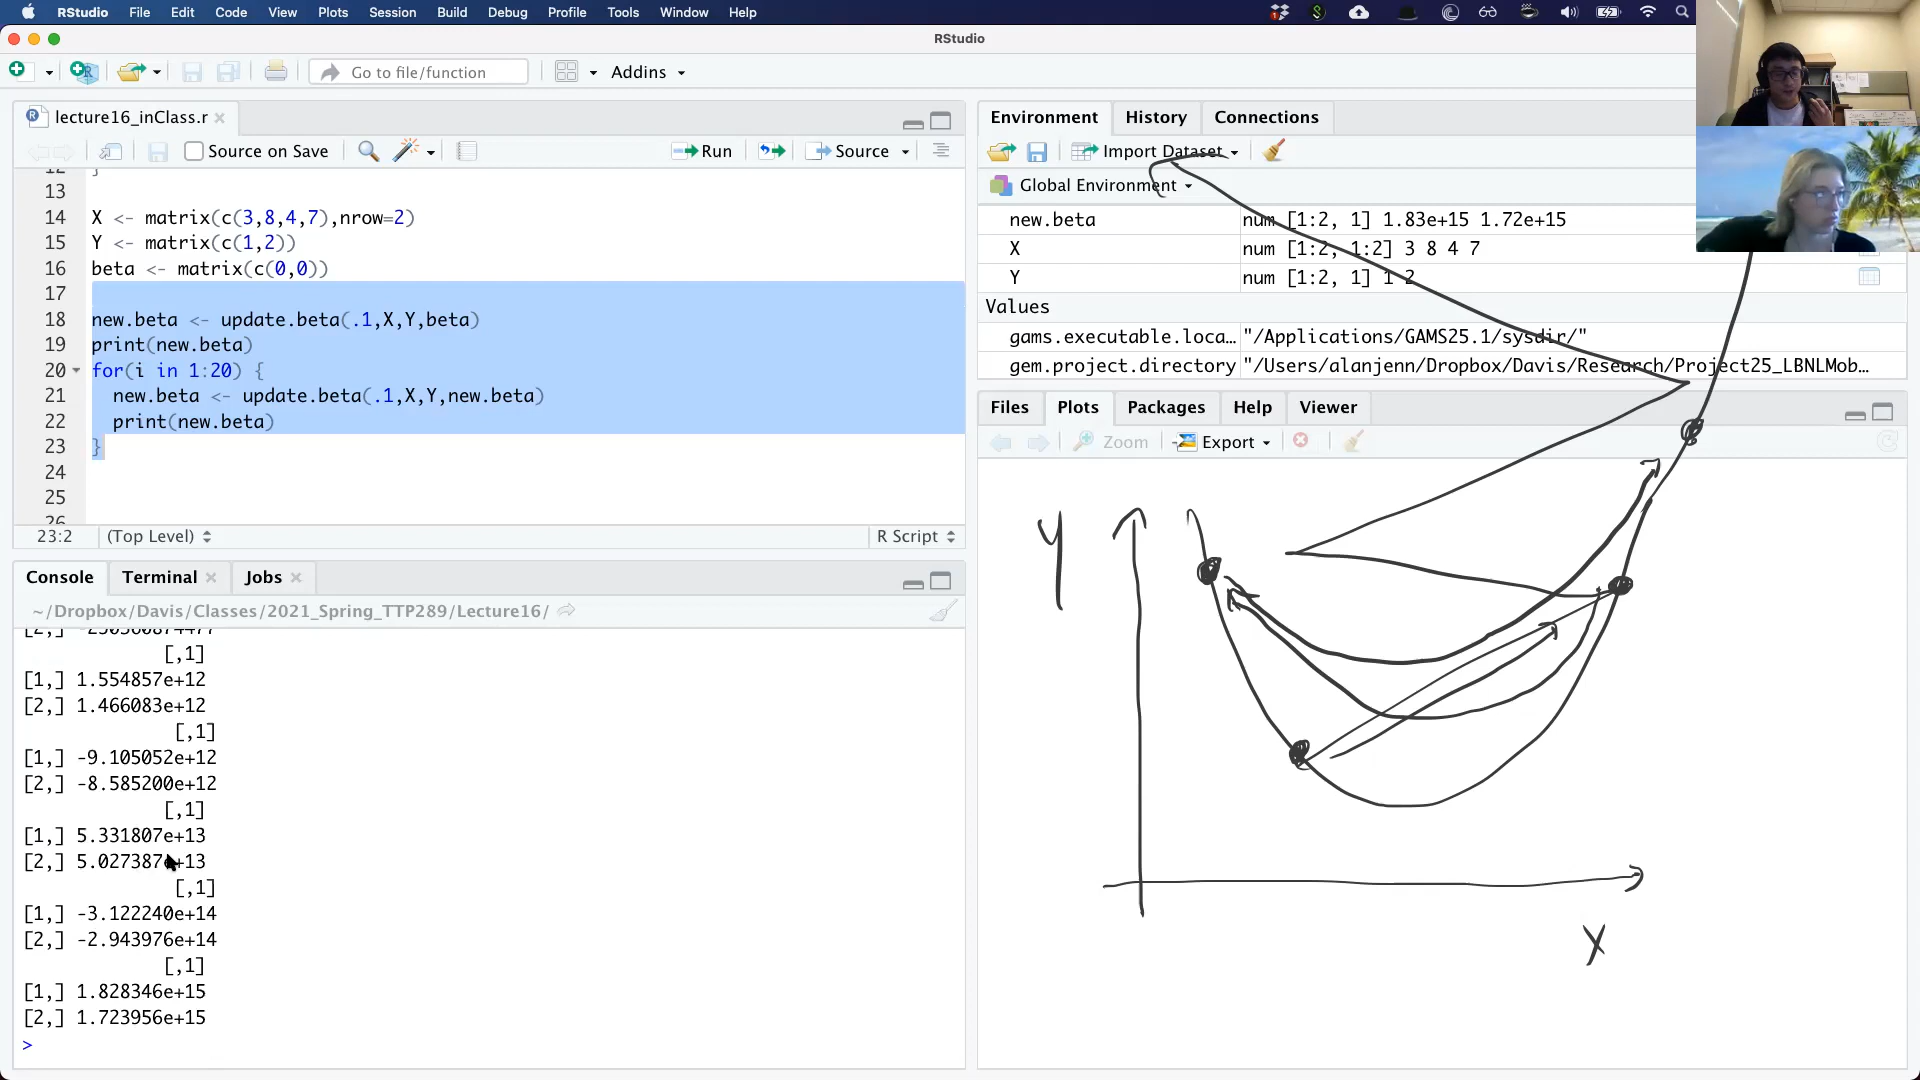 RStudio File Edit Code View Plots Session Build Debug Profile Tools Window Help
RStudio
Go to file/function Addins
lecture16_inClass.r
Source on Save Run Source
12 }
13
14 X <- matrix(c(3,8,4,7),nrow=2)
15 Y <- matrix(c(1,2))
16 beta <- matrix(c(0,0))
17
18 new.beta <- update.beta(.1,X,Y,beta)
19 print(new.beta)
20 for(i in 1:20) {
21 new.beta <- update.beta(.1,X,Y,new.beta)
22 print(new.beta)
23 }
24
25
26
23:2 (Top Level) R Script
Console Terminal Jobs
~/Dropbox/Davis/Classes/2021_Spring_TTP289/Lecture16/
[,1]
[1,] 1.554857e+12
[2,] 1.466083e+12
[,1]
[1,] -9.105052e+12
[2,] -8.585200e+12
[,1]
[1,] 5.331807e+13
[2,] 5.027387e+13
[,1]
[1,] -3.122240e+14
[2,] -2.943976e+14
[,1]
[1,] 1.828346e+15
[2,] 1.723956e+15
>
Environment History Connections
Import Dataset
Global Environment
new.beta num [1:2, 1] 1.83e+15 1.72e+15
X num [1:2, 1:2] 3 8 4 7
Y num [1:2, 1] 1 2
Values
gams.executable.loca… "/Applications/GAMS25.1/sysdir/"
gem.project.directory "/Users/alanjenn/Dropbox/Davis/Research/Project25_LBNLMob…
Files Plots Packages Help Viewer
Zoom Export
y
X